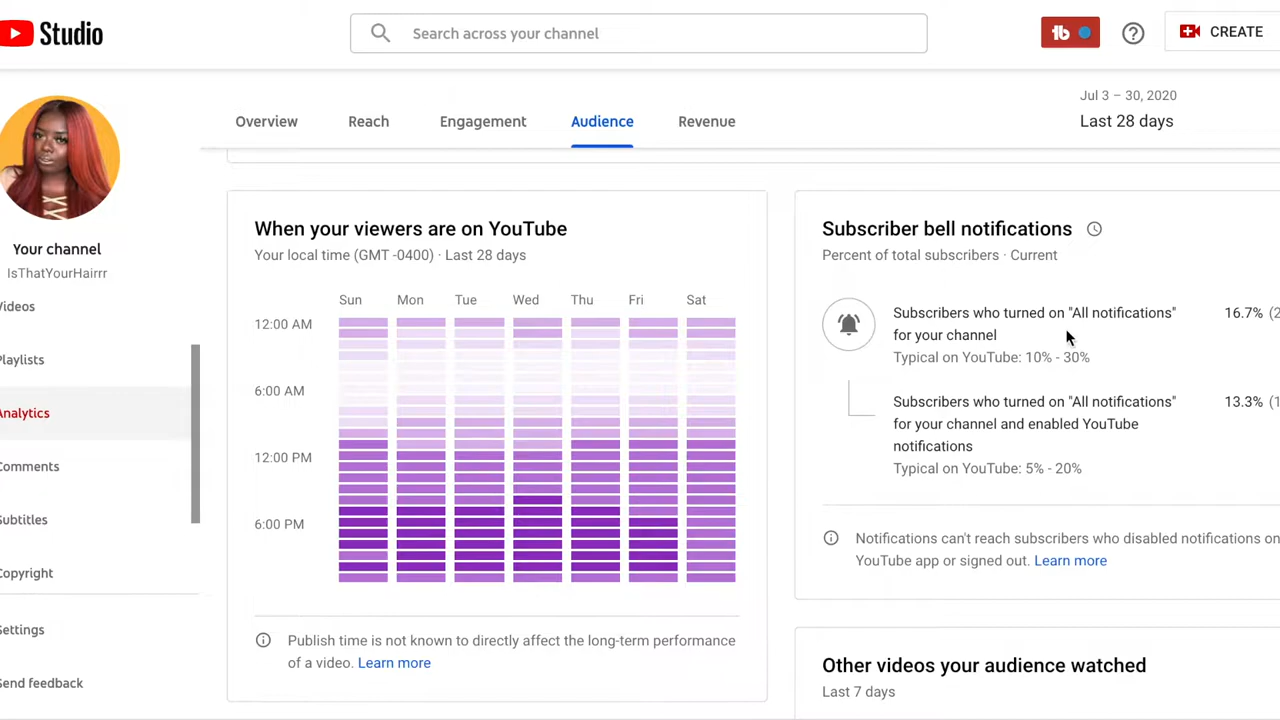 Studio
Search across your channel
tb
CREATE
Overview
Reach
Engagement
Audience
Revenue
Jul 3 – 30, 2020
Last 28 days
Your channel
IsThatYourHairrr
Videos
Playlists
Analytics
Comments
Subtitles
Copyright
Settings
Send feedback
When your viewers are on YouTube
Your local time (GMT -0400) · Last 28 days
Sun Mon Tue Wed Thu Fri Sat
12:00 AM
6:00 AM
12:00 PM
6:00 PM
Publish time is not known to directly affect the long-term performance
of a video. Learn more
Subscriber bell notifications
Percent of total subscribers · Current
Subscribers who turned on "All notifications" 16.7% (2
for your channel
Typical on YouTube: 10% - 30%
Subscribers who turned on "All notifications" 13.3% (1
for your channel and enabled YouTube
notifications
Typical on YouTube: 5% - 20%
Notifications can't reach subscribers who disabled notifications on
YouTube app or signed out. Learn more
Other videos your audience watched
Last 7 days